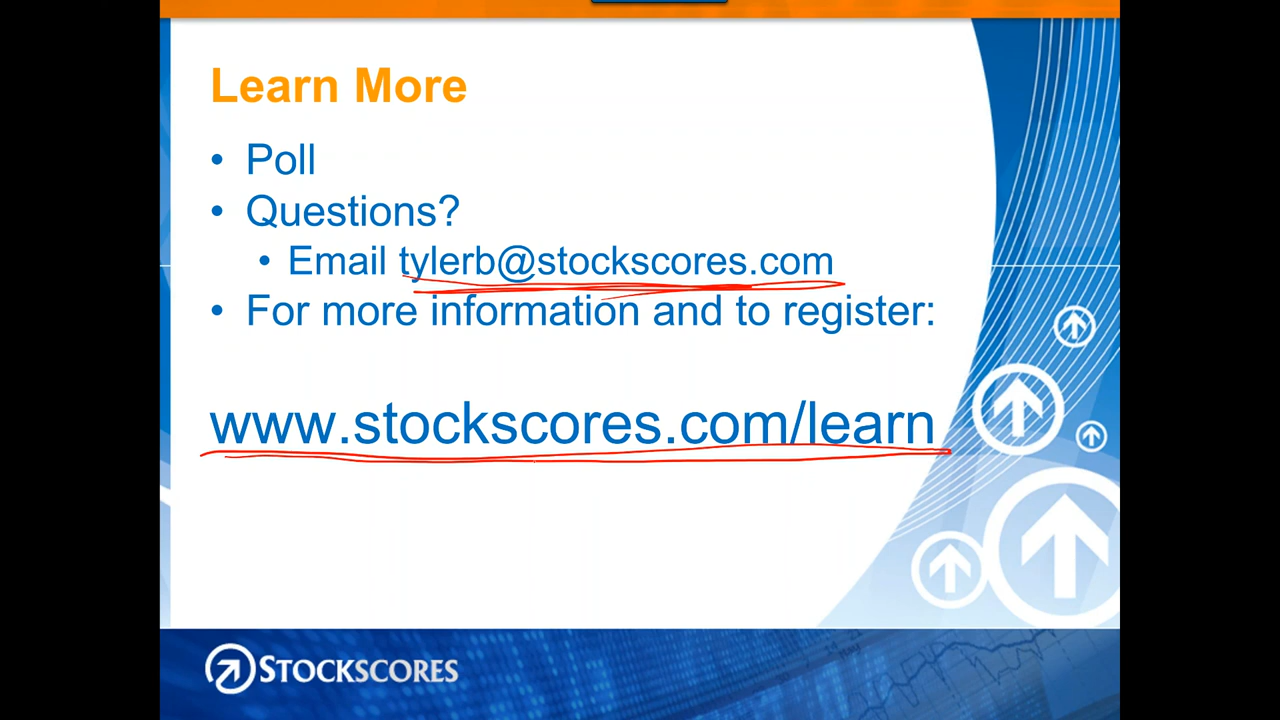 Learn More
• Poll
• Questions?
• Email tylerb@stockscores.com
• For more information and to register:
www.stockscores.com/learn
STOCKSCORES